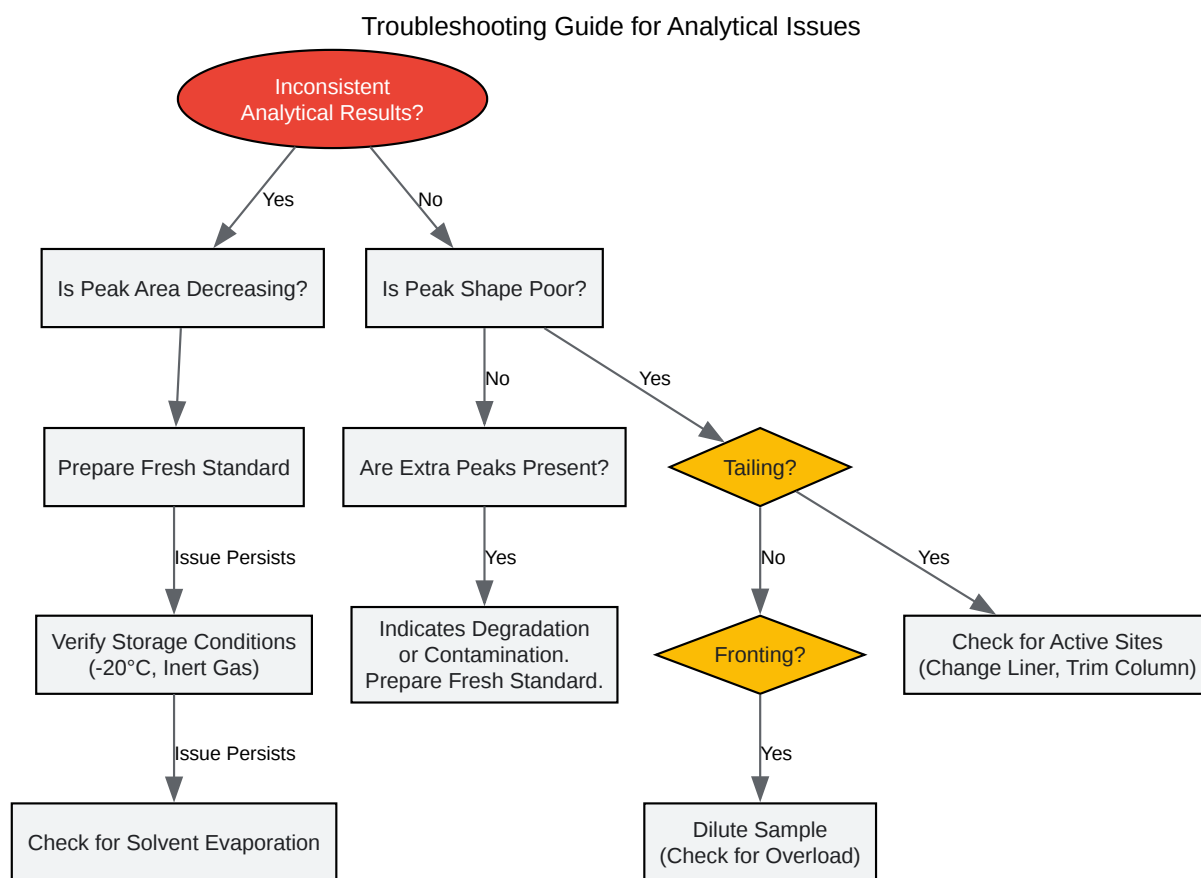 Troubleshooting Guide for Analytical Issues
Inconsistent
Analytical Results?
Yes
No
Is Peak Area Decreasing?
Is Peak Shape Poor?
No
Yes
Prepare Fresh Standard
Are Extra Peaks Present?
Tailing?
Issue Persists
Yes
No
Yes
Verify Storage Conditions
(-20°C, Inert Gas)
Indicates Degradation
or Contamination.
Prepare Fresh Standard.
Fronting?
Check for Active Sites
(Change Liner, Trim Column)
Issue Persists
Yes
Check for Solvent Evaporation
Dilute Sample
(Check for Overload)